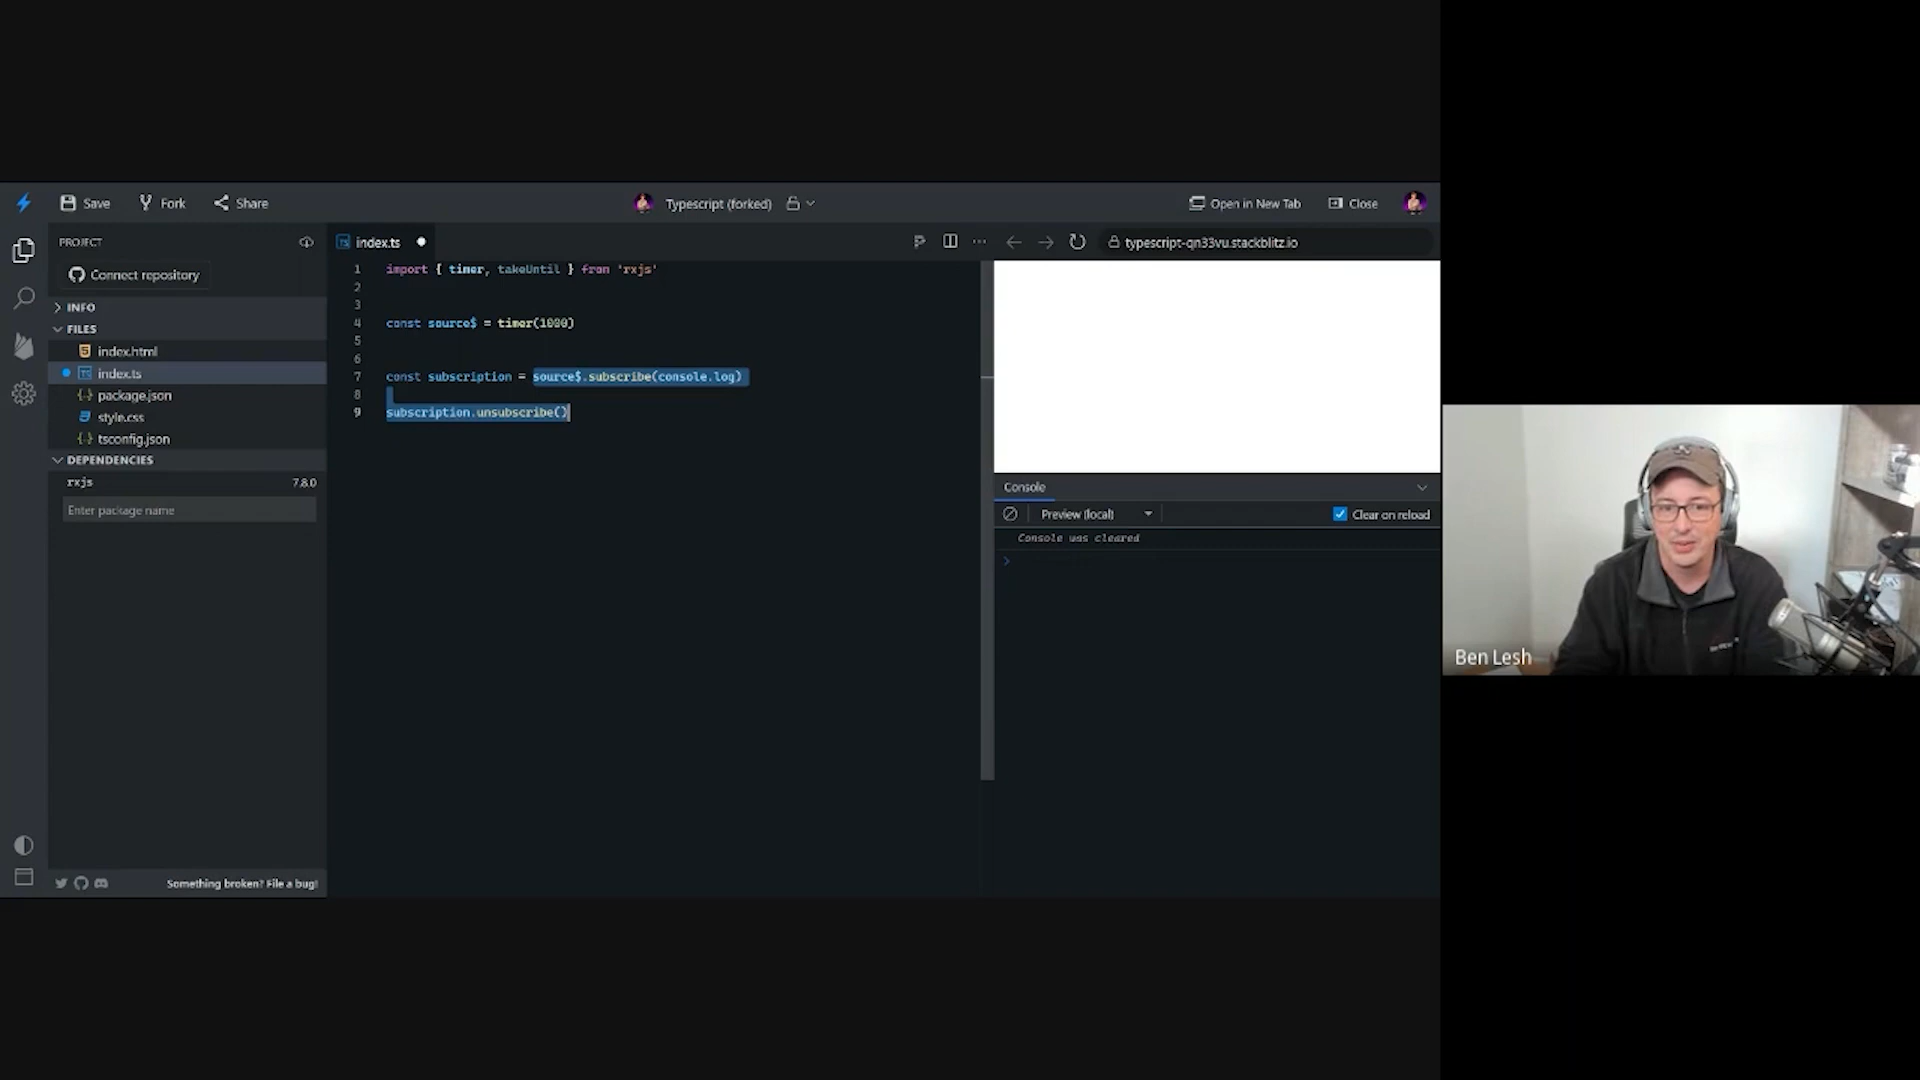 Save Fork Share Typescript (forked) Open in New Tab Close
PROJECT
Connect repository
INFO
FILES
index.html
index.ts
package.json
style.css
tsconfig.json
DEPENDENCIES
rxjs 7.8.0
Enter package name
Something broken? File a bug!
index.ts
1 import { timer, takeUntil } from 'rxjs'
2
3
4 const source$ = timer(1000)
5
6
7 const subscription = source$.subscribe(console.log)
8
9 subscription.unsubscribe()
typescript-qn33vu.stackblitz.io
Console
Preview (local) Clear on reload
Console was cleared
Ben Lesh